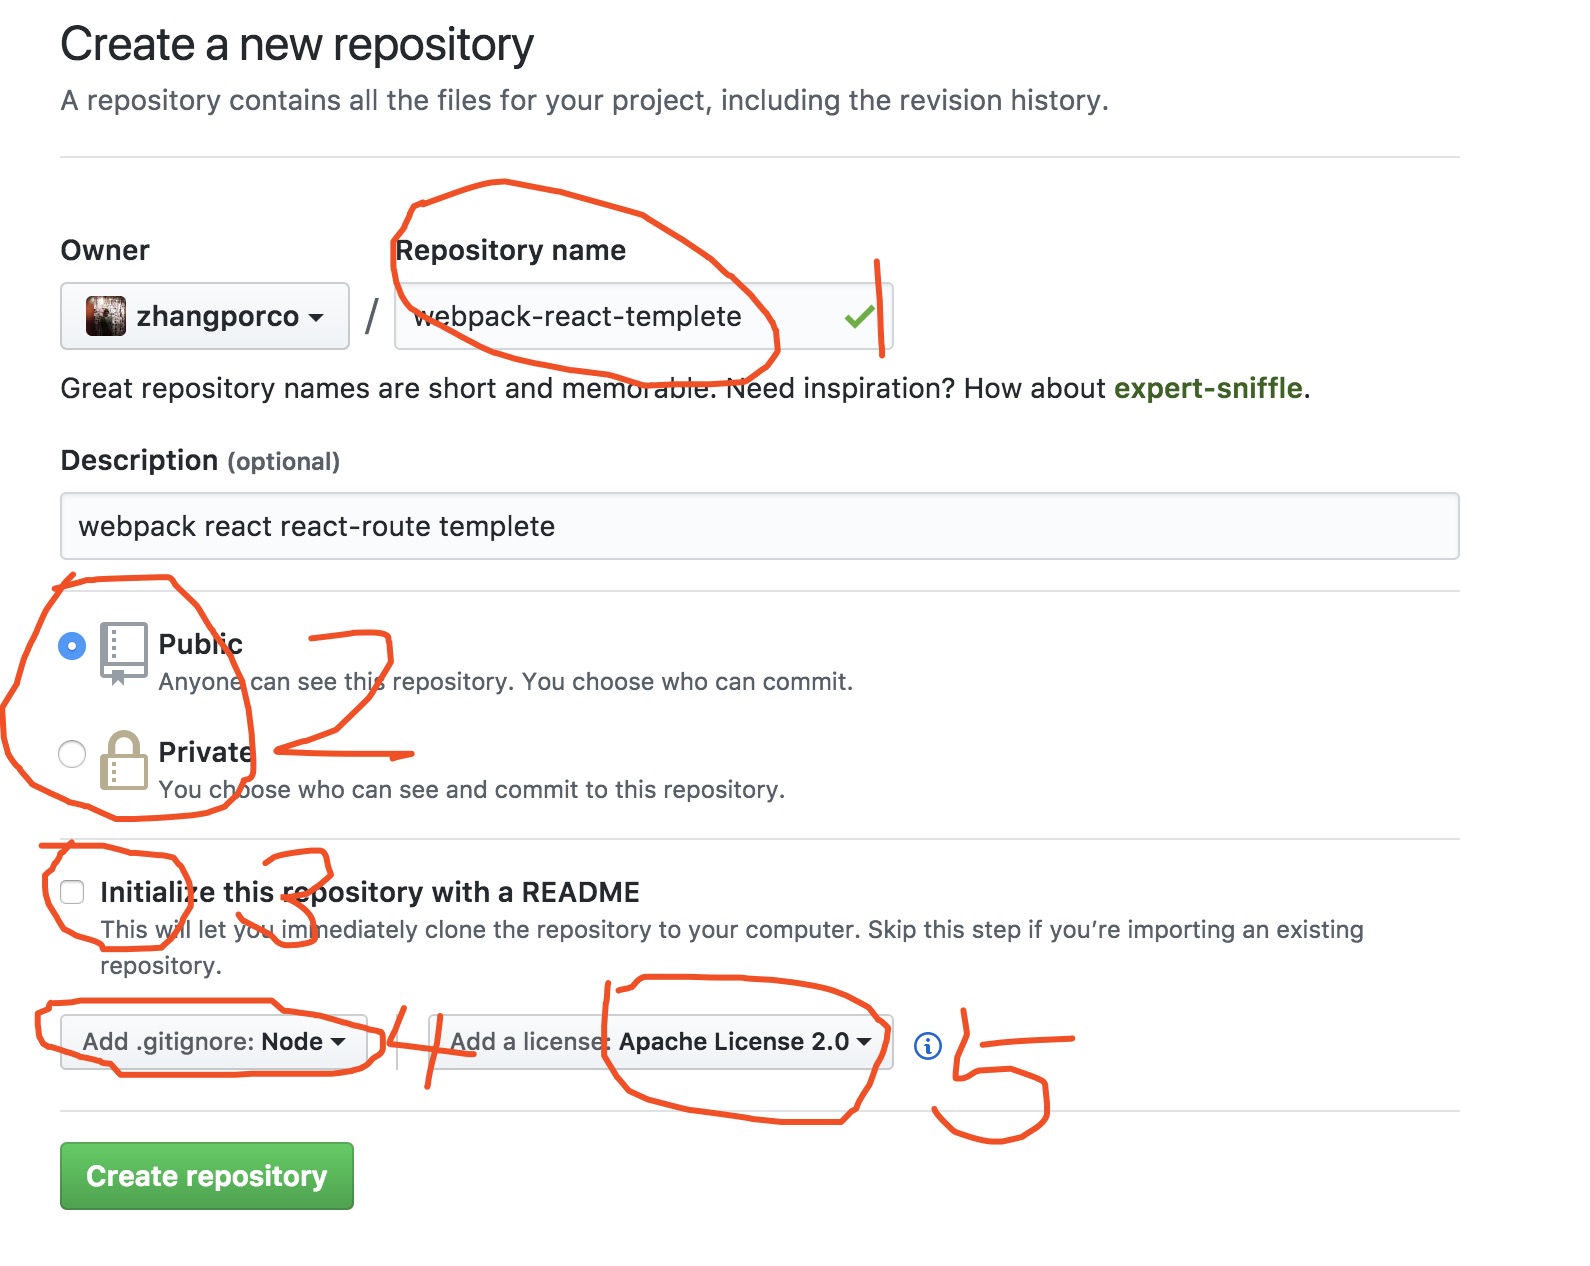 Create a new repository
A repository contains all the files for your project, including the revision history.
Owner
Repository name
zhangporco / webpack-react-templete 1
Great repository names are short and memorable. Need inspiration? How about expert-sniffle.
Description (optional)
webpack react react-route templete
Public
Anyone can see this repository. You choose who can commit.
2
Private
You choose who can see and commit to this repository.
3
Initialize this repository with a README
This will let you immediately clone the repository to your computer. Skip this step if you’re importing an existing
repository.
Add .gitignore: Node 4 Add a license: Apache License 2.0 5
Create repository